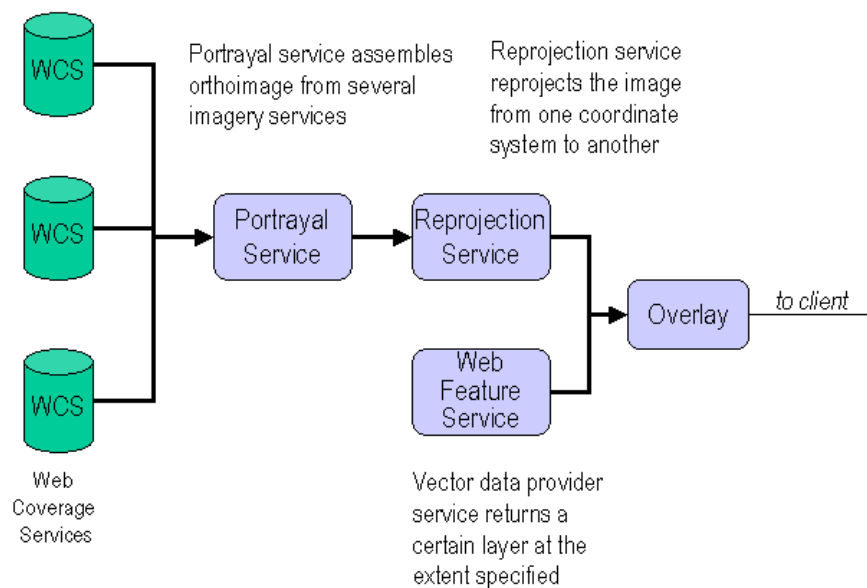 WCS
Portrayal service assembles
orthoimage from several
imagery services
Reprojection service
reprojects the image
from one coordinate
system to another
WCS
Portrayal
Service
Reprojection
Service
Overlay
to client
WCS
Web
Feature
Service
Web
Coverage
Services
Vector data provider
service returns a
certain layer at the
extent specified